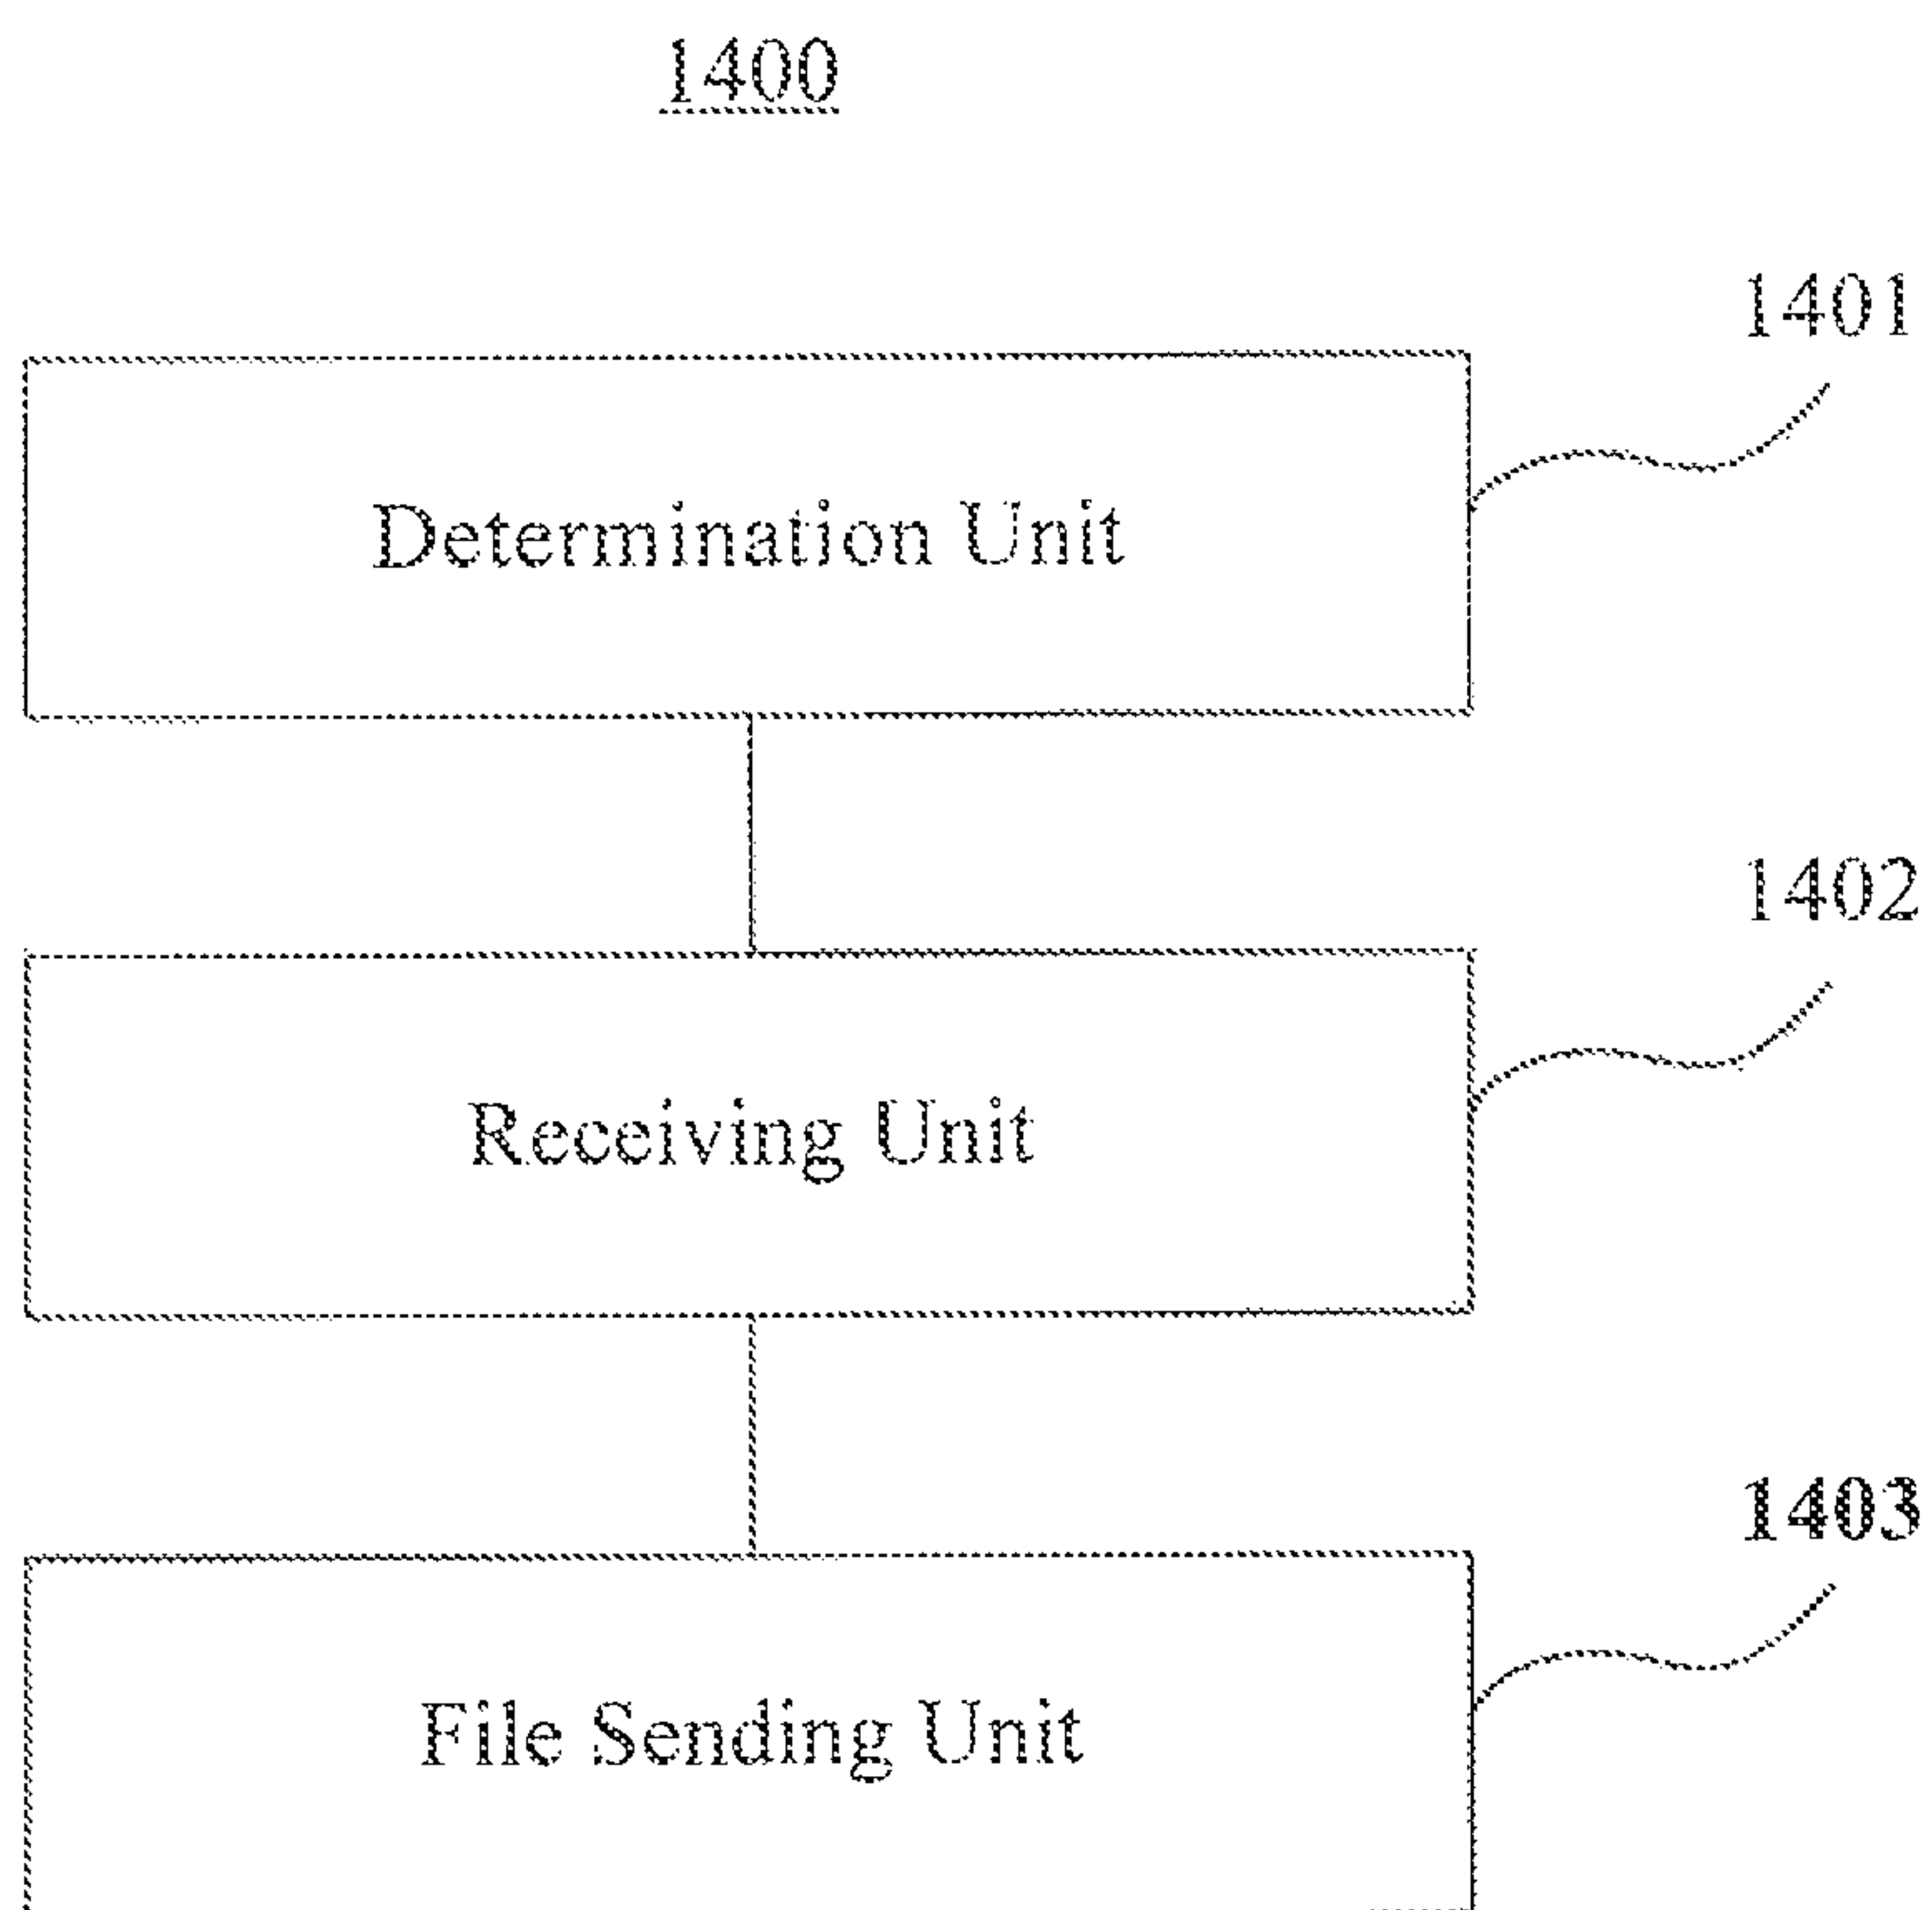 1400
1401
Determination Unit
1402
Receiving Unit
1403
File Sending Unit